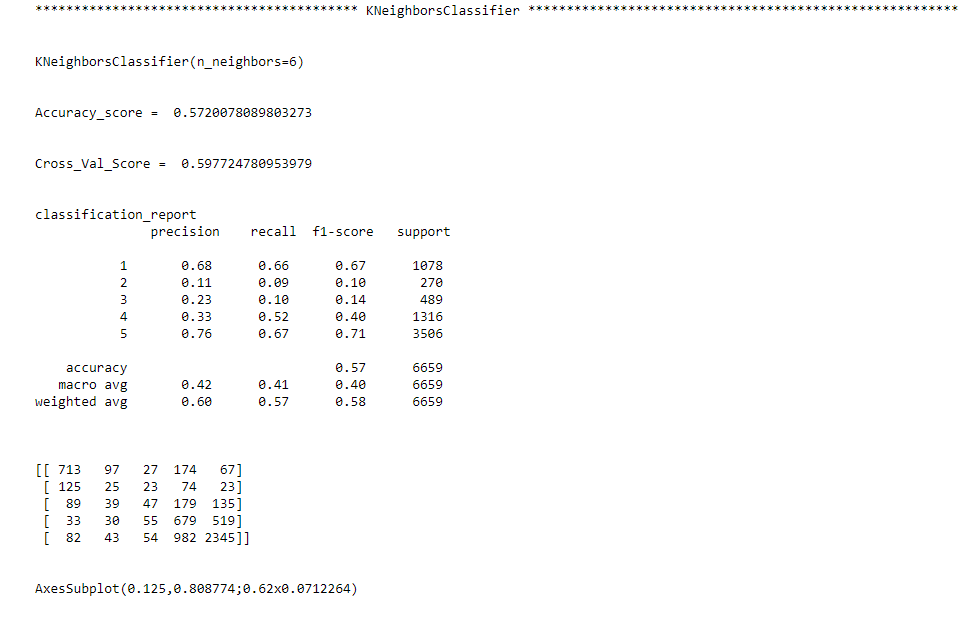 ****************************************** KNeighborsClassifier ********************************************************
KNeighborsClassifier(n_neighbors=6)
Accuracy_score =  0.5720078089803273
Cross_Val_Score =  0.597724780953979
classification_report
               precision    recall  f1-score   support
           1       0.68      0.66      0.67      1078
           2       0.11      0.09      0.10       270
           3       0.23      0.10      0.14       489
           4       0.33      0.52      0.40      1316
           5       0.76      0.67      0.71      3506
    accuracy                           0.57      6659
   macro avg       0.42      0.41      0.40      6659
weighted avg       0.60      0.57      0.58      6659
[[ 713   97   27  174   67]
 [ 125   25   23   74   23]
 [  89   39   47  179  135]
 [  33   30   55  679  519]
 [  82   43   54  982 2345]]
AxesSubplot(0.125,0.808774;0.62x0.0712264)